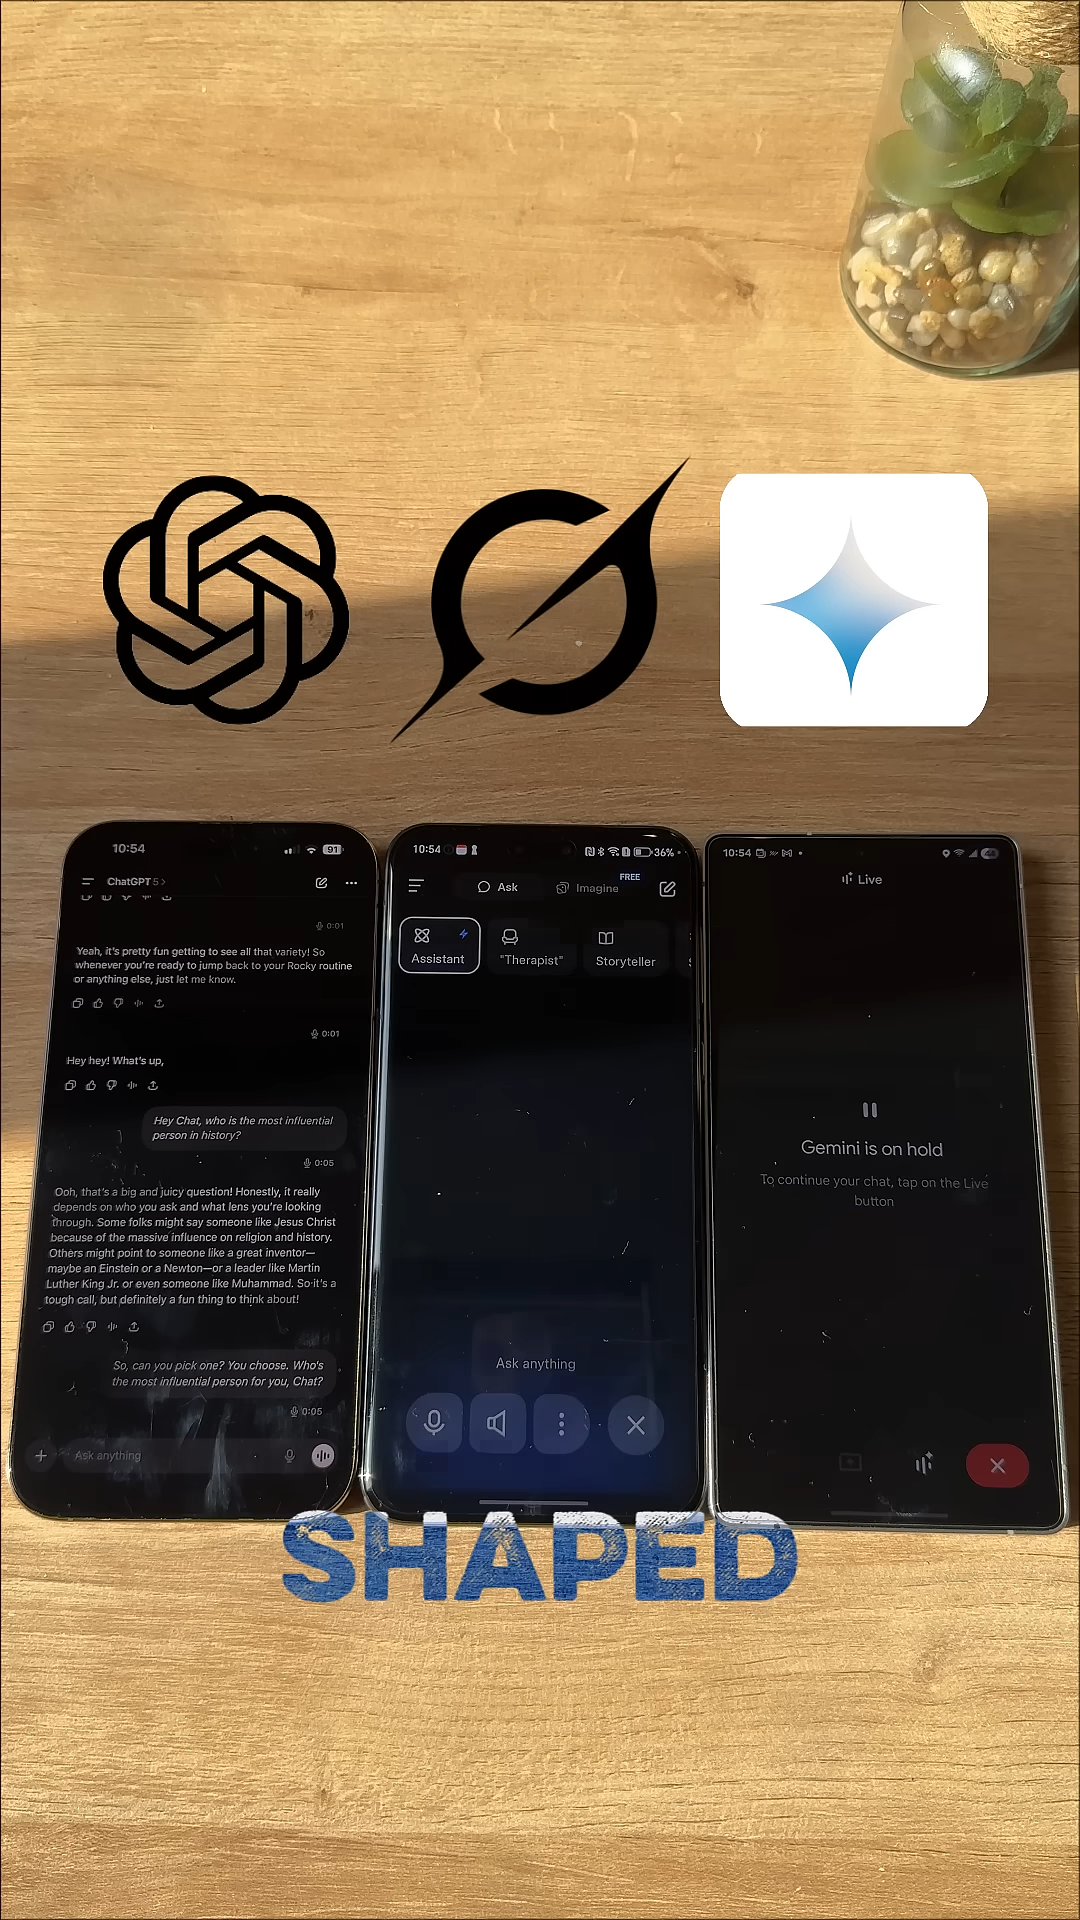 10:54
91
ChatGPT 5 >
0:01
Yeah, it's pretty fun getting to see all that variety! So
whenever you're ready to jump back to your Rocky routine
or anything else, just let me know.
0:01
Hey hey! What's up,
Hey Chat, who is the most influential
person in history?
0:05
Ooh, that's a big and juicy question! Honestly, it really
depends on who you ask and what lens you're looking
through. Some folks might say someone like Jesus Christ
because of the massive influence on religion and history.
Others might point to someone like a great inventor—
maybe an Einstein or a Newton—or a leader like Martin
Luther King Jr. or even someone like Muhammad. So it's a
tough call, but definitely a fun thing to think about!
So, can you pick one? You choose. Who's
the most influential person for you, Chat?
0:05
Ask anything
10:54
36%
Ask
Imagine
FREE
Assistant
"Therapist"
Storyteller
Ask anything
10:54
Live
Gemini is on hold
To continue your chat, tap on the Live
button
SHAPED